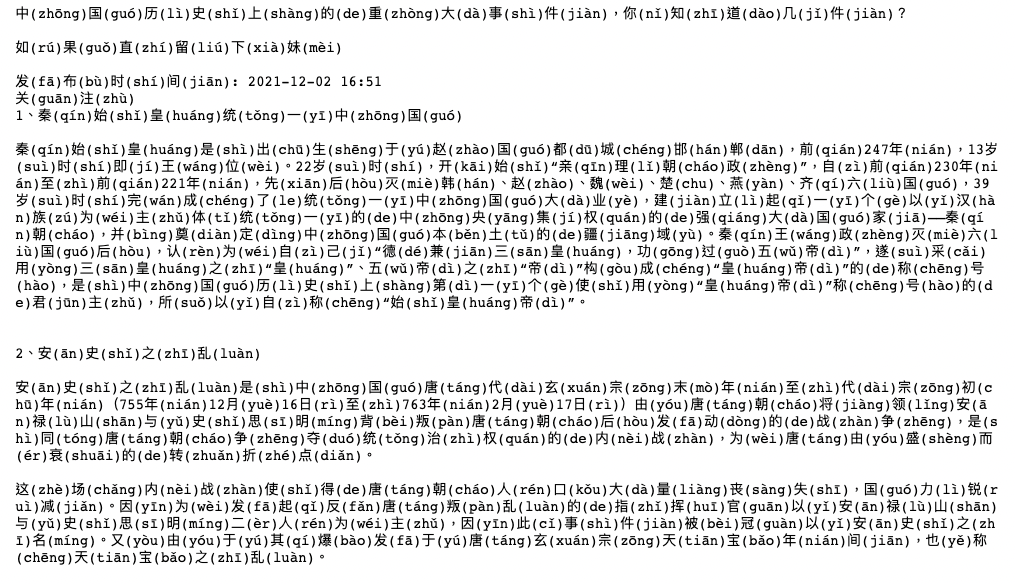 中(zhōng)国(guó)历(lì)史(shǐ)上(shàng)的(de)重(zhòng)大(dà)事(shì)件(jiàn)，你(nǐ)知(zhī)道(dào)几(jǐ)件(jiàn)？
如(rú)果(guǒ)直(zhí)留(liú)下(xià)妹(mèi)
发(fā)布(bù)时(shí)间(jiān): 2021-12-02 16:51
关(guān)注(zhù)
1、秦(qín)始(shǐ)皇(huáng)统(tǒng)一(yī)中(zhōng)国(guó)
秦(qín)始(shǐ)皇(huáng)是(shì)出(chū)生(shēng)于(yú)赵(zhào)国(guó)都(dū)城(chéng)邯(hán)郸(dān)，前(qián)247年(nián)，13岁
(suì)时(shí)即(jí)王(wáng)位(wèi)。22岁(suì)时(shí)，开(kāi)始(shǐ)“亲(qīn)理(lǐ)朝(cháo)政(zhèng)”，自(zì)前(qián)230年(ni
án)至(zhì)前(qián)221年(nián)，先(xiān)后(hòu)灭(miè)韩(hán)、赵(zhào)、魏(wèi)、楚(chu)、燕(yàn)、齐(qí)六(liù)国(guó)，39
岁(suì)时(shí)完(wán)成(chéng)了(le)统(tǒng)一(yī)中(zhōng)国(guó)大(dà)业(yè)，建(jiàn)立(lì)起(qǐ)一(yī)个(gè)以(yǐ)汉(hà
n)族(zú)为(wéi)主(zhǔ)体(tǐ)统(tǒng)一(yī)的(de)中(zhōng)央(yāng)集(jí)权(quán)的(de)强(qiáng)大(dà)国(guó)家(jiā)——秦(qí
n)朝(cháo)，并(bìng)奠(diàn)定(dìng)中(zhōng)国(guó)本(běn)土(tǔ)的(de)疆(jiāng)域(yù)。秦(qín)王(wáng)政(zhèng)灭(miè)六(l
iù)国(guó)后(hòu)，认(rèn)为(wéi)自(zì)己(jǐ)“德(dé)兼(jiān)三(sān)皇(huáng)，功(gōng)过(guò)五(wǔ)帝(dì)”，遂(suì)采(cǎi)
用(yòng)三(sān)皇(huáng)之(zhī)“皇(huáng)”、五(wǔ)帝(dì)之(zhī)“帝(dì)”构(gòu)成(chéng)“皇(huáng)帝(dì)”的(de)称(chēng)号
(hào)，是(shì)中(zhōng)国(guó)历(lì)史(shǐ)上(shàng)第(dì)一(yī)个(gè)使(shǐ)用(yòng)“皇(huáng)帝(dì)”称(chēng)号(hào)的(d
e)君(jūn)主(zhǔ)，所(suǒ)以(yǐ)自(zì)称(chēng)“始(shǐ)皇(huáng)帝(dì)”。
2、安(ān)史(shǐ)之(zhī)乱(luàn)
安(ān)史(shǐ)之(zhī)乱(luàn)是(shì)中(zhōng)国(guó)唐(táng)代(dài)玄(xuán)宗(zōng)末(mò)年(nián)至(zhì)代(dài)宗(zōng)初(c
hū)年(nián)（755年(nián)12月(yuè)16日(rì)至(zhì)763年(nián)2月(yuè)17日(rì)）由(yóu)唐(táng)朝(cháo)将(jiàng)领(lǐng)安(ā
n)禄(lù)山(shān)与(yǔ)史(shǐ)思(sī)明(míng)背(bèi)叛(pàn)唐(táng)朝(cháo)后(hòu)发(fā)动(dòng)的(de)战(zhàn)争(zhēng)，是(s
hì)同(tóng)唐(táng)朝(cháo)争(zhēng)夺(duó)统(tǒng)治(zhì)权(quán)的(de)内(nèi)战(zhàn)，为(wèi)唐(táng)由(yóu)盛(shèng)而
(ér)衰(shuāi)的(de)转(zhuǎn)折(zhé)点(diǎn)。
这(zhè)场(chǎng)内(nèi)战(zhàn)使(shǐ)得(de)唐(táng)朝(cháo)人(rén)口(kǒu)大(dà)量(liàng)丧(sàng)失(shī)，国(guó)力(lì)锐(r
uì)减(jiǎn)。因(yīn)为(wèi)发(fā)起(qǐ)反(fǎn)唐(táng)叛(pàn)乱(luàn)的(de)指(zhǐ)挥(huī)官(guān)以(yǐ)安(ān)禄(lù)山(shān)
与(yǔ)史(shǐ)思(sī)明(míng)二(èr)人(rén)为(wéi)主(zhǔ)，因(yīn)此(cǐ)事(shì)件(jiàn)被(bèi)冠(guàn)以(yǐ)安(ān)史(shǐ)之(zh
ī)名(míng)。又(yòu)由(yóu)于(yú)其(qí)爆(bào)发(fā)于(yú)唐(táng)玄(xuán)宗(zōng)天(tiān)宝(bǎo)年(nián)间(jiān)，也(yě)称
(chēng)天(tiān)宝(bǎo)之(zhī)乱(luàn)。